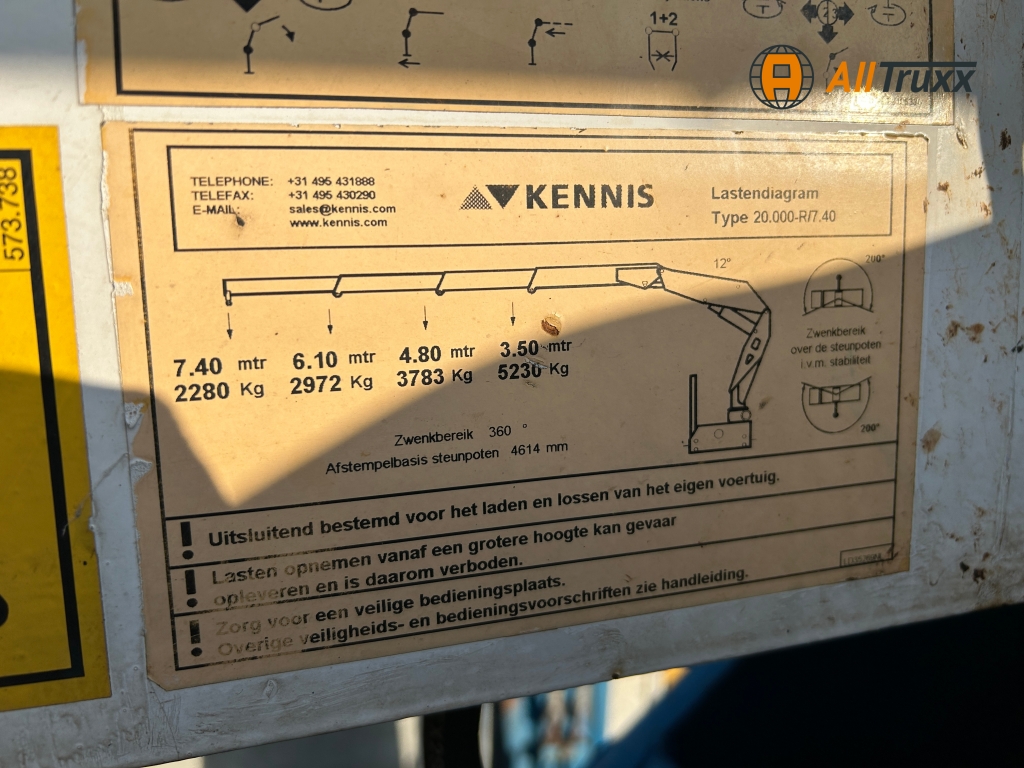 1+2
AllTruxx
573.738
TELEPHONE: +31 495 431888
TELEFAX: +31 495 430290
E-MAIL: sales@kennis.com
www.kennis.com
KENNIS
Lastendiagram
Type 20.000-R/7.40
12°
200°
7.40 mtr 6.10 mtr 4.80 mtr 3.50 mtr
2280 Kg 2972 Kg 3783 Kg 5230 Kg
Zwenkbereik
over de steunpoten
i.v.m. stabiliteit
200°
Zwenkbereik 360 °
Afstempelbasis steunpoten 4614 mm
! Uitsluitend bestemd voor het laden en lossen van het eigen voertuig.
! Lasten opnemen vanaf een grotere hoogte kan gevaar
opleveren en is daarom verboden.
! Zorg voor een veilige bedieningsplaats.
Overige veiligheids- en bedieningsvoorschriften zie handleiding.